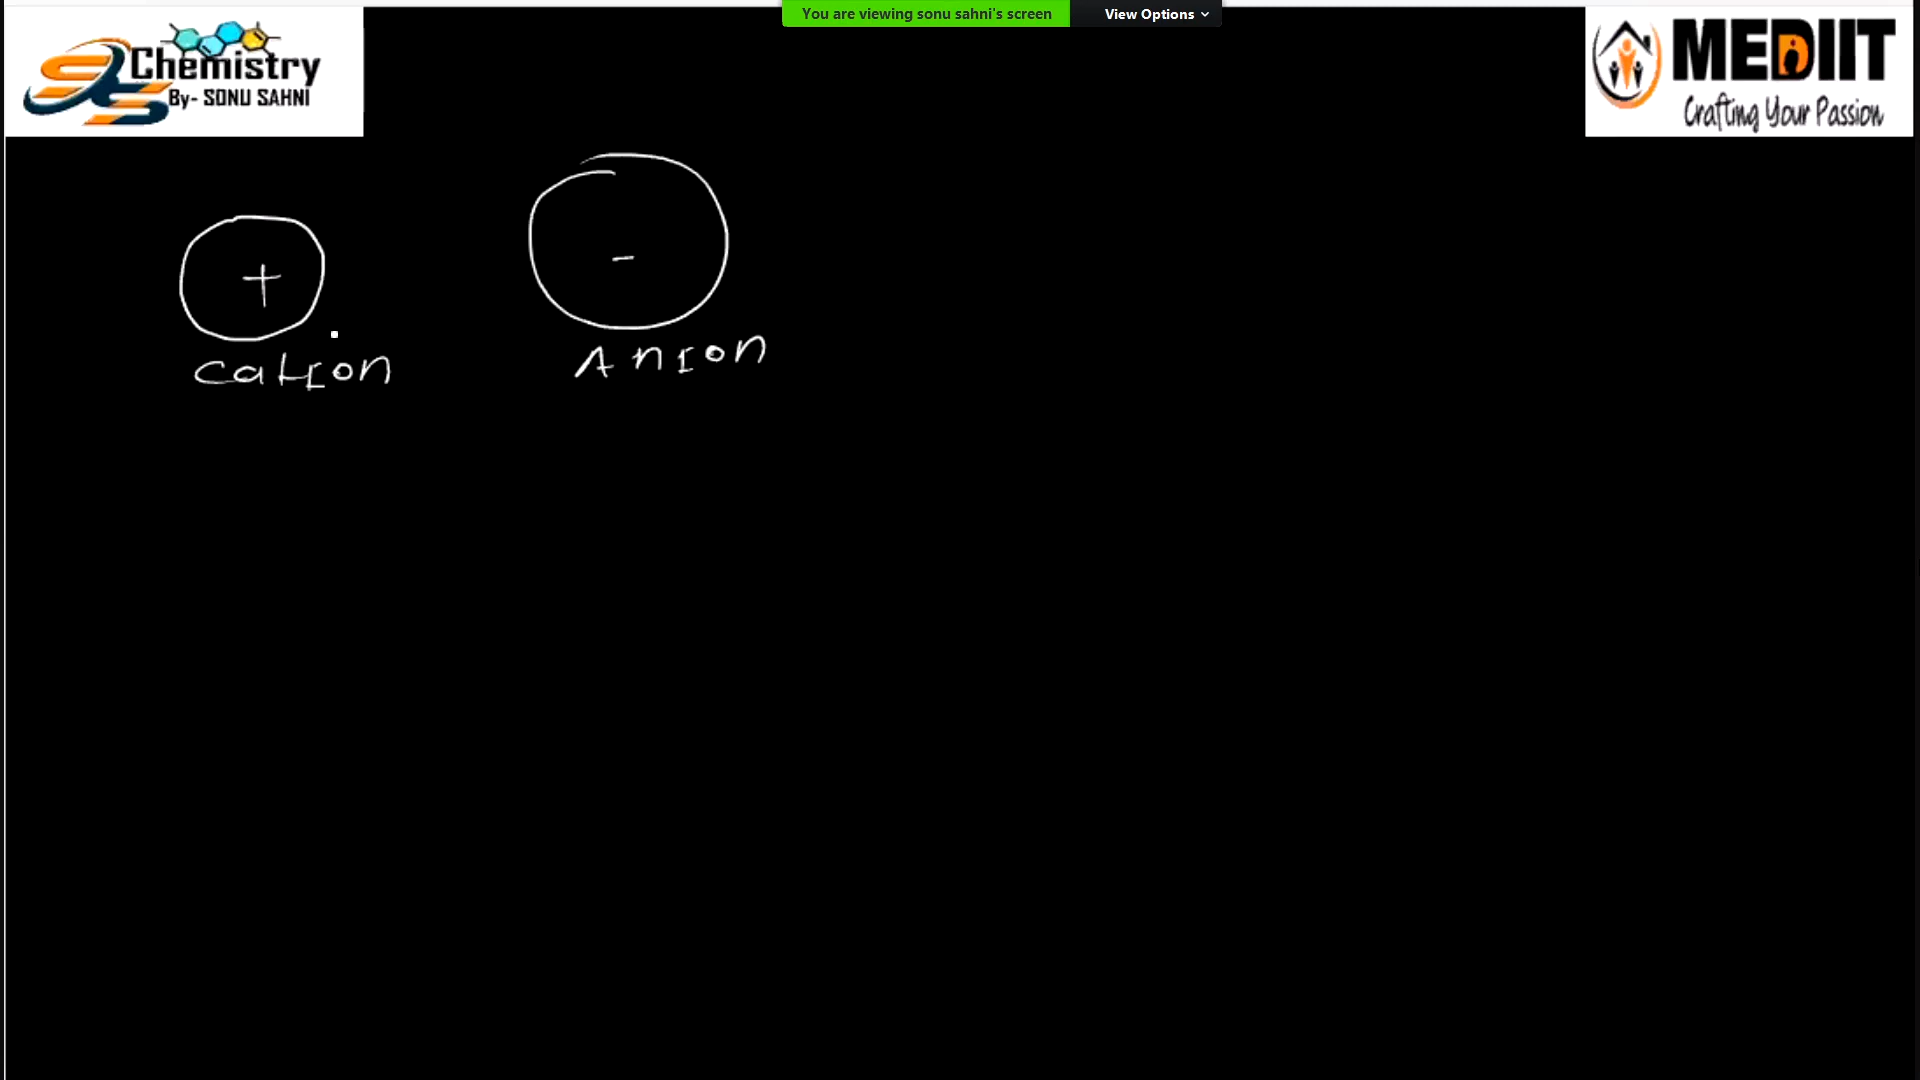 You are viewing sonu sahni's screen
View Options
Chemistry
By- SONU SAHNI
MEDIIT
Crafting Your Passion
+
-
Cation
Anion